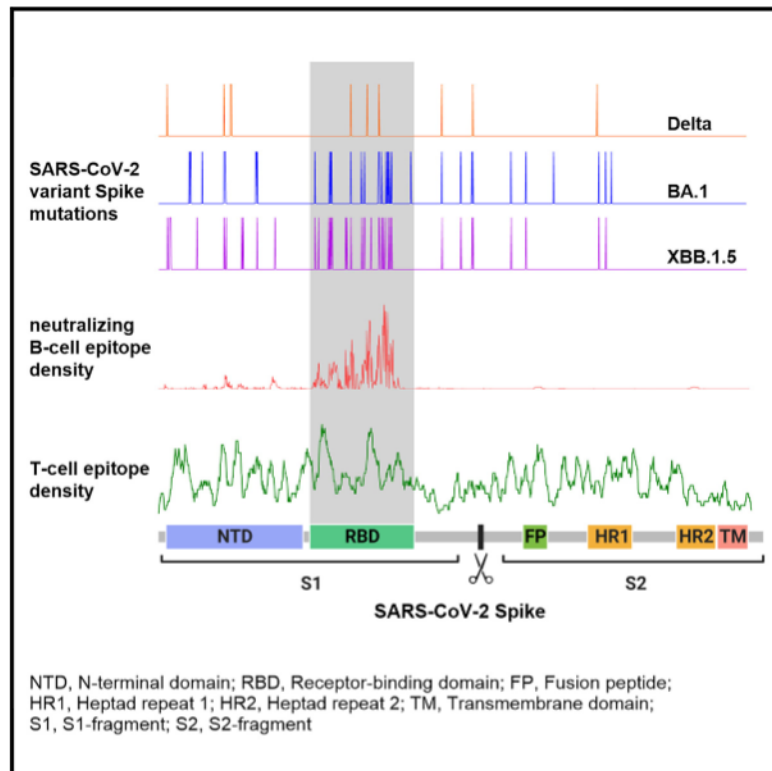 Delta
SARS-CoV-2
variant Spike
mutations
BA.1
XBB.1.5
neutralizing
B-cell epitope
density
T-cell epitope
density
NTD
RBD
FP
HR1
HR2
TM
S1
S2
SARS-CoV-2 Spike
NTD, N-terminal domain; RBD, Receptor-binding domain; FP, Fusion peptide;
HR1, Heptad repeat 1; HR2, Heptad repeat 2; TM, Transmembrane domain;
S1, S1-fragment; S2, S2-fragment